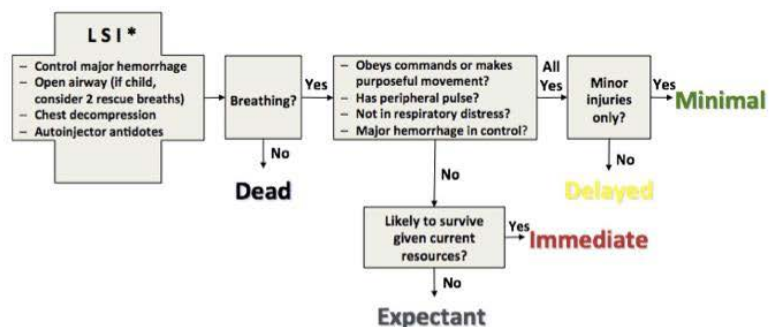 L S I *
– Control major hemorrhage
– Open airway (if child,
consider 2 rescue breaths)
– Chest decompression
– Autoinjector antidotes
Breathing?
Yes
No
Dead
– Obeys commands or makes
purposeful movement?
– Has peripheral pulse?
– Not in respiratory distress?
– Major hemorrhage in control?
All
Yes
Minor
injuries
only?
Yes
Minimal
No
Delayed
No
Likely to survive
given current
resources?
Yes
Immediate
No
Expectant